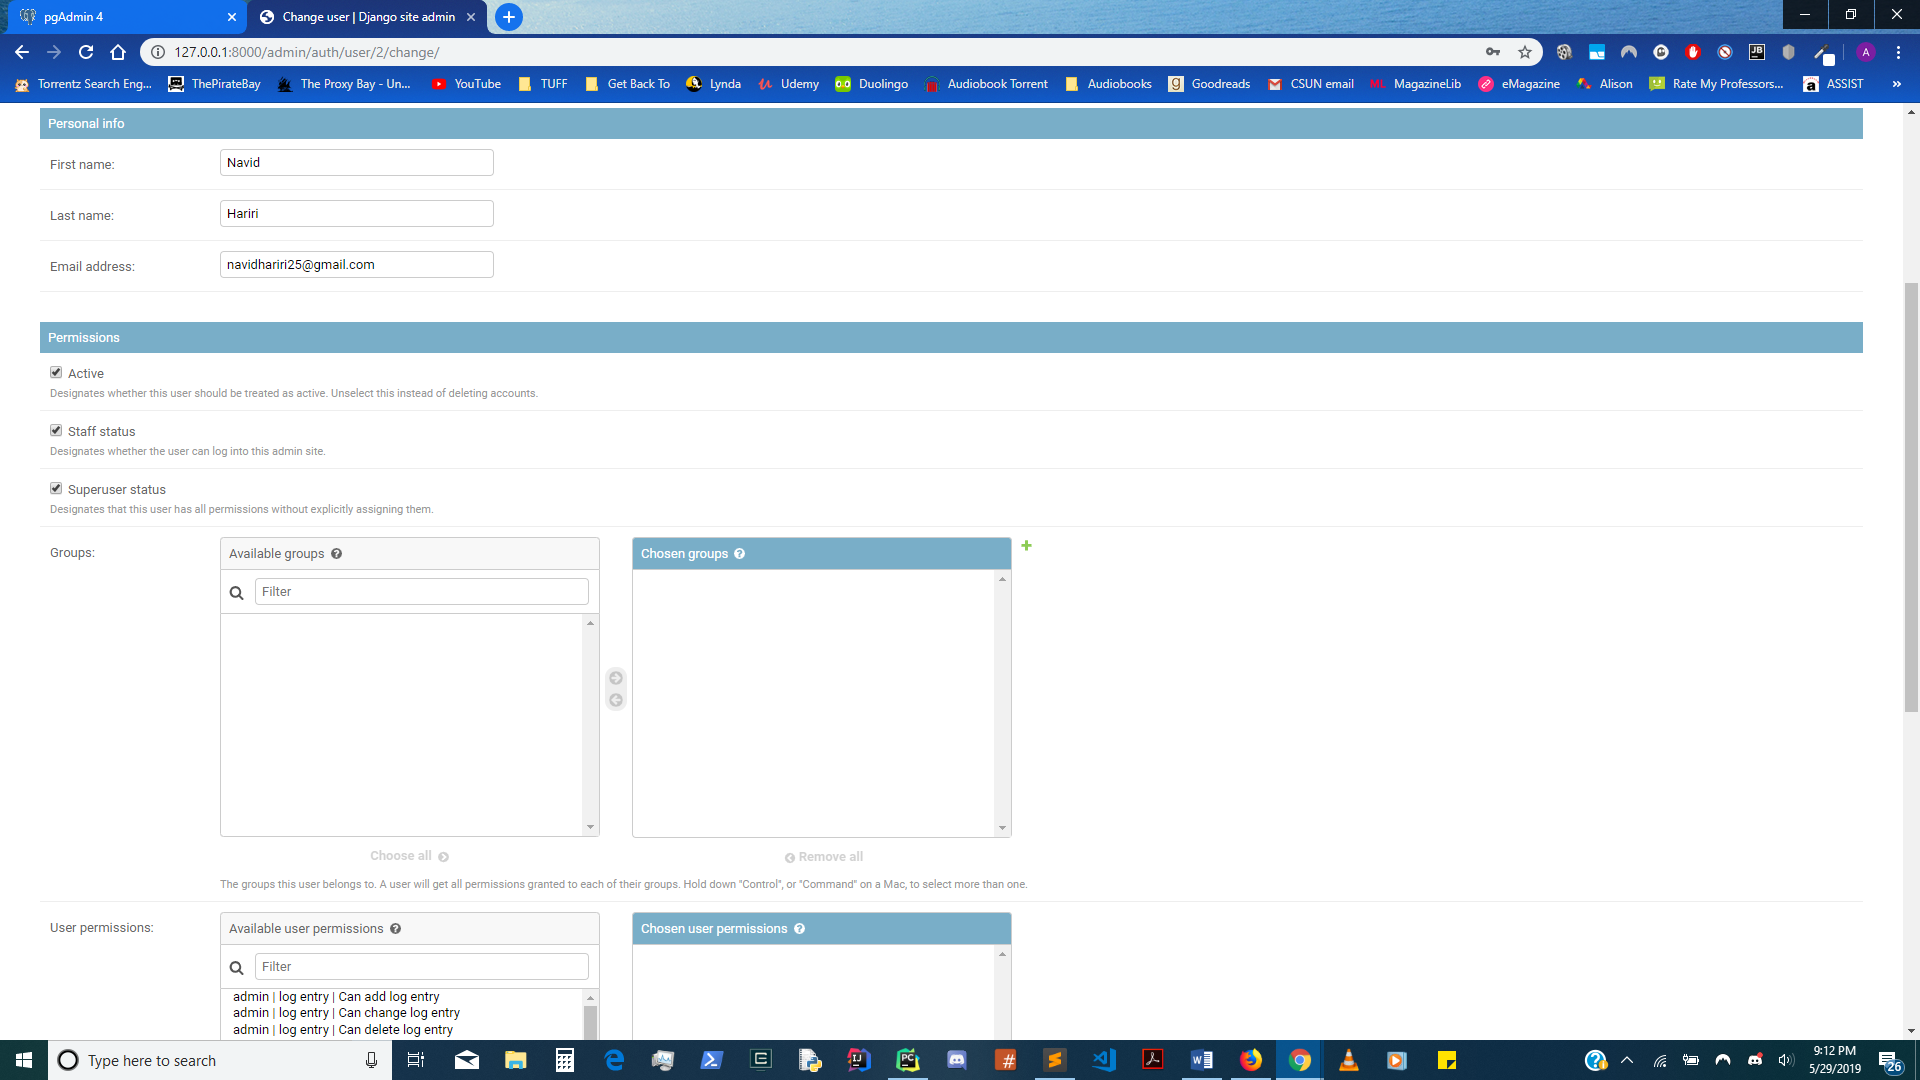 pgAdmin 4
Change user | Django site admin
127.0.0.1:8000/admin/auth/user/2/change/
Torrentz Search Eng... ThePirateBay The Proxy Bay - Un... YouTube TUFF Get Back To Lynda Udemy Duolingo Audiobook Torrent Audiobooks Goodreads CSUN email MagazineLib eMagazine Alison Rate My Professors... ASSIST »
Personal info
First name: Navid
Last name: Hariri
Email address: navidhariri25@gmail.com
Permissions
Active
Designates whether this user should be treated as active. Unselect this instead of deleting accounts.
Staff status
Designates whether the user can log into this admin site.
Superuser status
Designates that this user has all permissions without explicitly assigning them.
Groups:
Available groups
Filter
Chosen groups
Choose all
Remove all
The groups this user belongs to. A user will get all permissions granted to each of their groups. Hold down "Control", or "Command" on a Mac, to select more than one.
User permissions:
Available user permissions
Filter
Chosen user permissions
admin | log entry | Can add log entry
admin | log entry | Can change log entry
admin | log entry | Can delete log entry
Type here to search
9:12 PM
5/29/2019
26